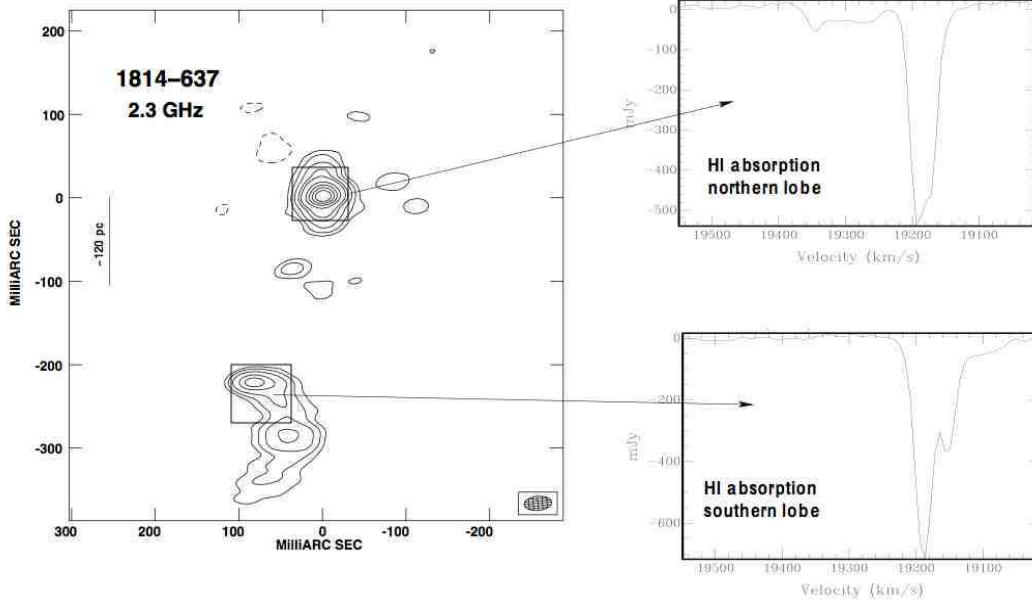 200
100
0
-100
-200
-300
MilliARC SEC
1814–637
2.3 GHz
~120 pc
300
200
100
0
-100
-200
MilliARC SEC
0
-100
-200
-300
-400
-500
mJy
HI absorption
northern lobe
19500
19400
19300
19200
19100
Velocity (km/s)
0
-200
-400
-600
mJy
HI absorption
southern lobe
19500
19400
19300
19200
19100
Velocity (km/s)